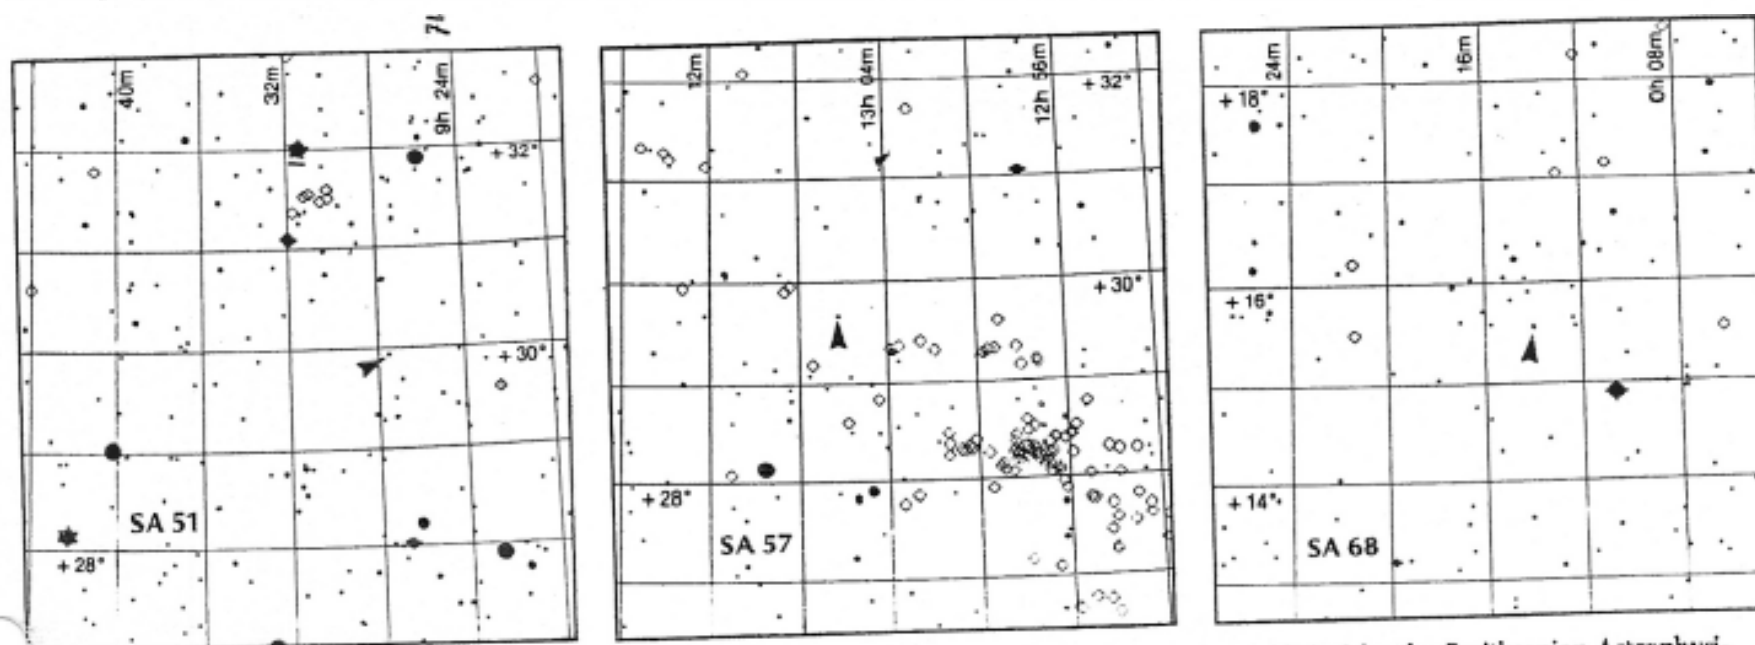 71
40m
32m
9h 24m
+32°
+30°
SA 51
+28°
12m
13h 04m
12h 56m
+32°
+30°
+28°
SA 57
24m
16m
0h 08m
+18°
+16°
+14°
SA 68